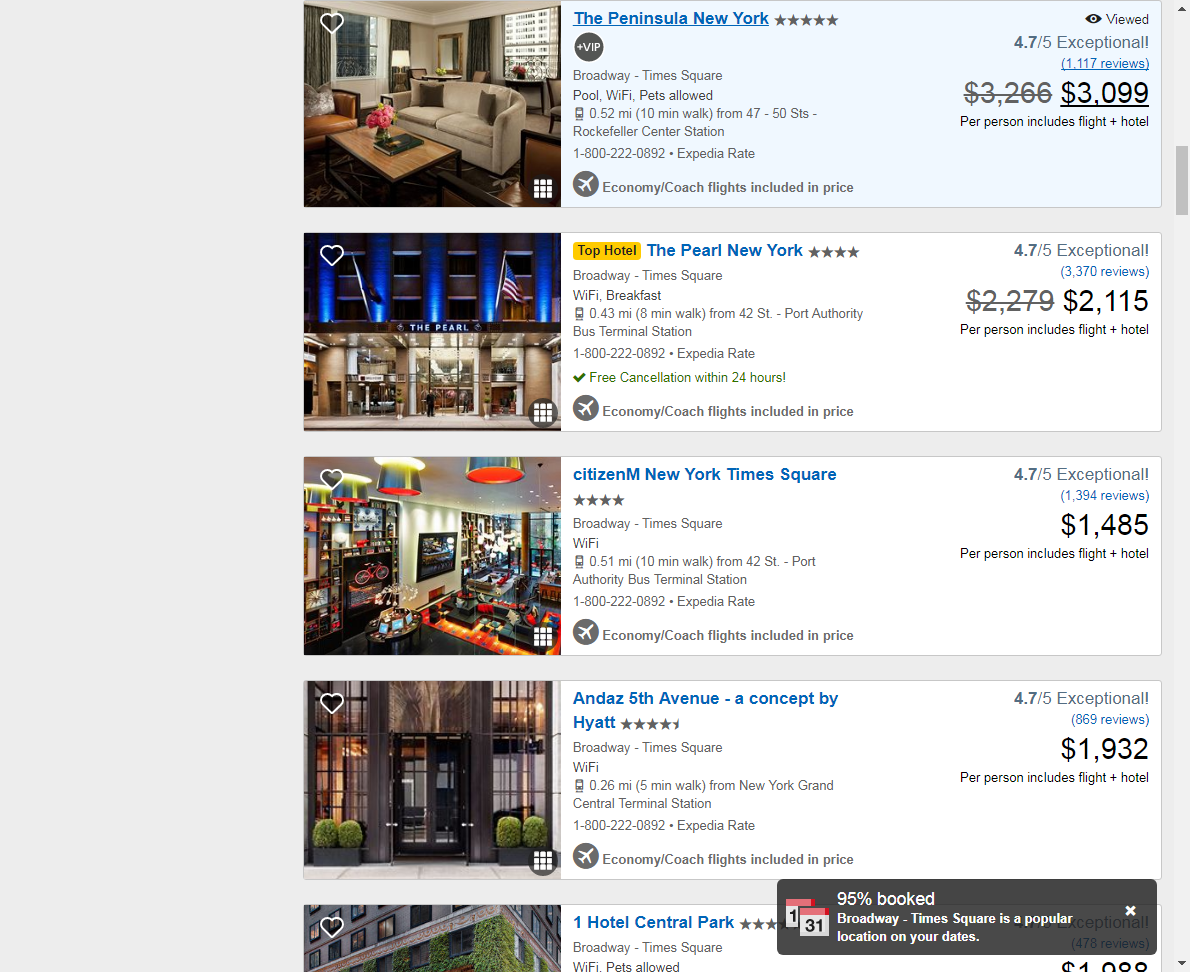 The Peninsula New York
Viewed
+VIP
4.7/5 Exceptional!
(1,117 reviews)
Broadway - Times Square
Pool, WiFi, Pets allowed
$3,266 $3,099
0.52 mi (10 min walk) from 47 - 50 Sts -
Rockefeller Center Station
Per person includes flight + hotel
1-800-222-0892 • Expedia Rate
Economy/Coach flights included in price
THE PEARL
Top Hotel The Pearl New York
4.7/5 Exceptional!
(3,370 reviews)
Broadway - Times Square
WiFi, Breakfast
$2,279 $2,115
0.43 mi (8 min walk) from 42 St. - Port Authority
Bus Terminal Station
Per person includes flight + hotel
1-800-222-0892 • Expedia Rate
Free Cancellation within 24 hours!
Economy/Coach flights included in price
citizenM New York Times Square
4.7/5 Exceptional!
(1,394 reviews)
Broadway - Times Square
WiFi
$1,485
0.51 mi (10 min walk) from 42 St. - Port
Authority Bus Terminal Station
Per person includes flight + hotel
1-800-222-0892 • Expedia Rate
Economy/Coach flights included in price
Andaz 5th Avenue - a concept by
Hyatt
4.7/5 Exceptional!
(869 reviews)
Broadway - Times Square
WiFi
$1,932
0.26 mi (5 min walk) from New York Grand
Central Terminal Station
Per person includes flight + hotel
1-800-222-0892 • Expedia Rate
Economy/Coach flights included in price
1 Hotel Central Park
Exceptional!
(478 reviews)
Broadway - Times Square
WiFi, Pets allowed
$1,988
1
31
95% booked
Broadway - Times Square is a popular
location on your dates.